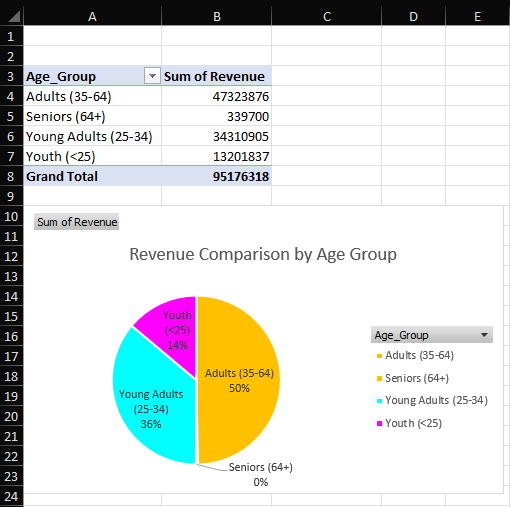 A B C D E
1
2
3 Age_Group Sum of Revenue
4 Adults (35-64) 47323876
5 Seniors (64+) 339700
6 Young Adults (25-34) 34310905
7 Youth (<25) 13201837
8 Grand Total 95176318
9
10
11
12
13
14
15
16
17
18
19
20
21
22
23
24
Sum of Revenue
Revenue Comparison by Age Group
Youth
(<25)
14%
Adults (35-64)
50%
Young Adults
(25-34)
36%
Seniors (64+)
0%
Age_Group
Adults (35-64)
Seniors (64+)
Young Adults (25-34)
Youth (<25)